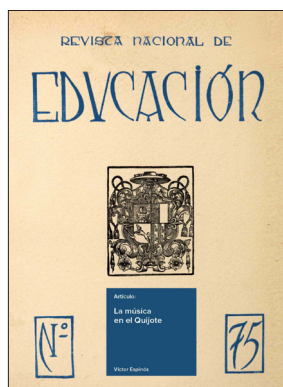 REVISTA NACIONAL DE
EDVCACIÓN
Artículo:
La música
en el Quijote
Víctor Espinós
Nº
75